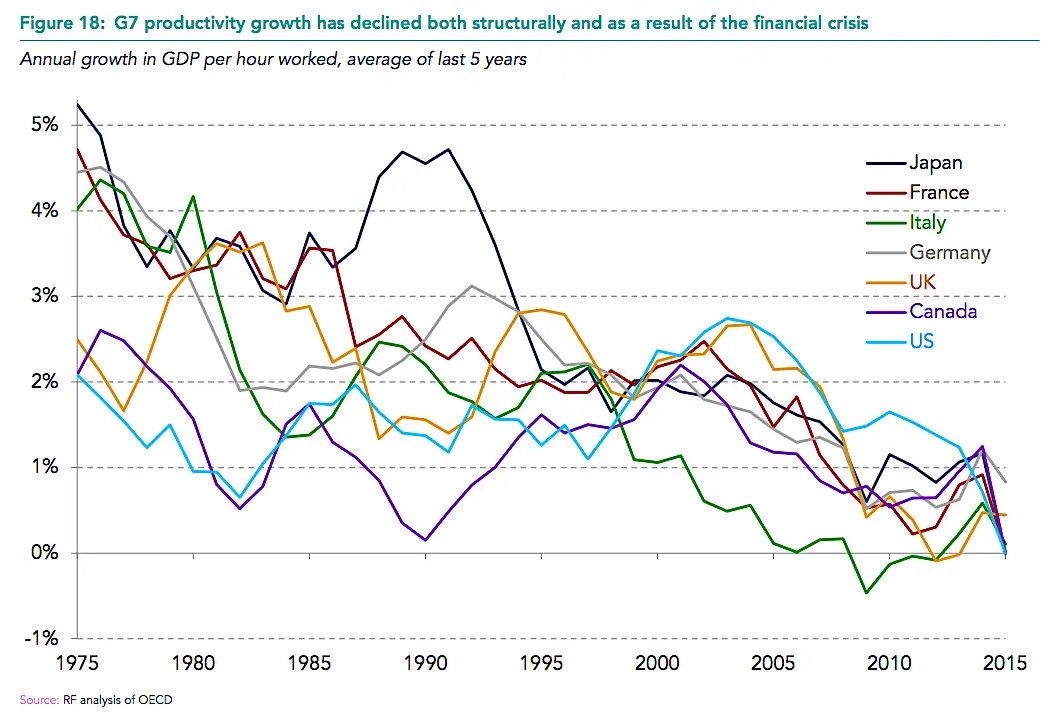 Figure 18: G7 productivity growth has declined both structurally and as a result of the financial crisis
Annual growth in GDP per hour worked, average of last 5 years
5%
4%
3%
2%
1%
0%
-1%
Japan
France
Italy
Germany
UK
Canada
US
1975 1980 1985 1990 1995 2000 2005 2010 2015
Source: RF analysis of OECD